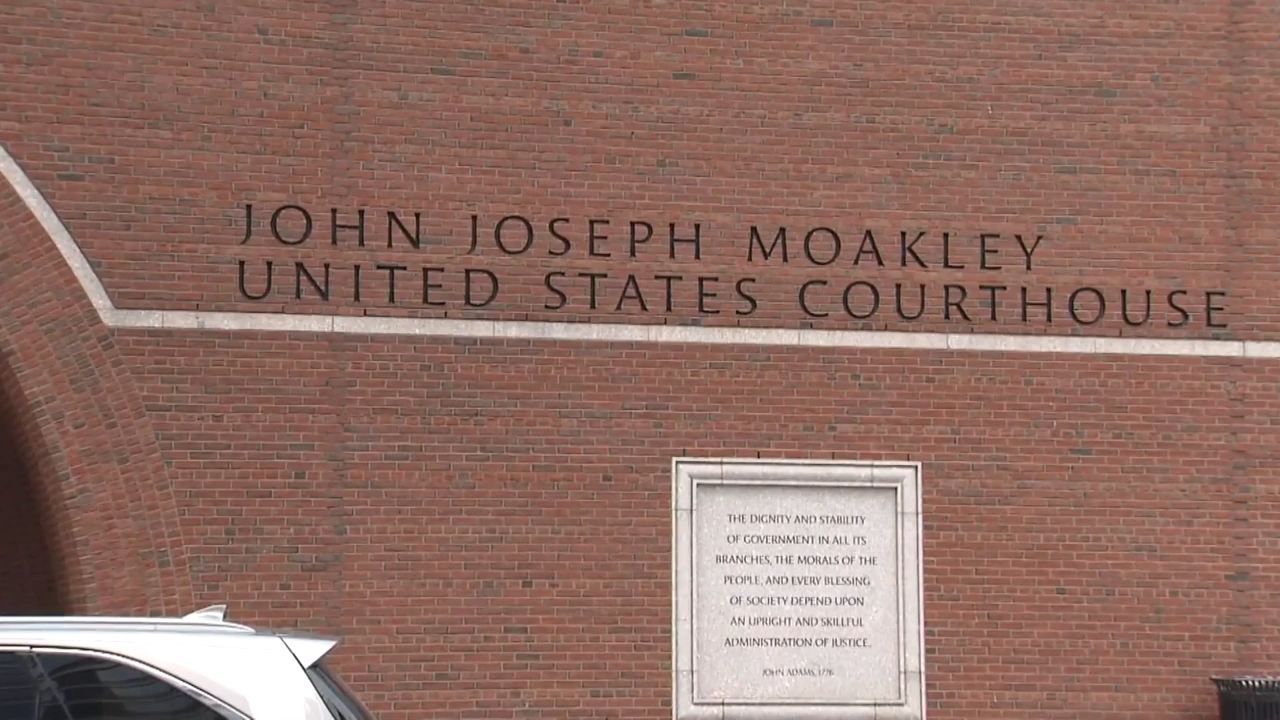 JOHN JOSEPH MOAKLEY
UNITED STATES COURTHOUSE
THE DIGNITY AND STABILITY
OF GOVERNMENT IN ALL ITS
BRANCHES, THE MORALS OF THE
PEOPLE, AND EVERY BLESSING
OF SOCIETY DEPEND UPON
AN UPRIGHT AND SKILLFUL
ADMINISTRATION OF JUSTICE.
JOHN ADAMS, 1776